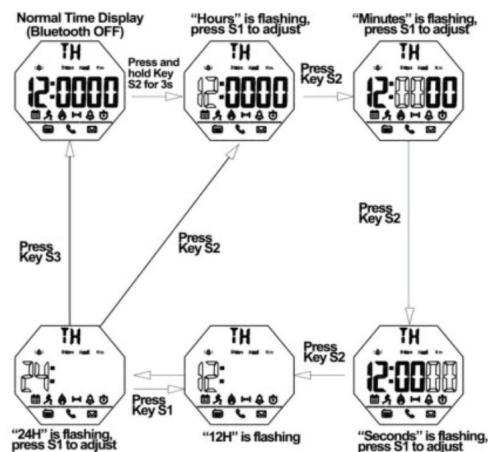 Normal Time Display
(Bluetooth OFF)
"Hours" is flashing,
press S1 to adjust
"Minutes" is flashing,
press S1 to adjust
TH
12:0000
Press and
hold Key
S2 for 3s
TH
12:0000
Press
Key S2
TH
12:0000
Press
Key S3
Press
Key S2
Press
Key S2
TH
24:
Press
Key S1
TH
12:
Press
Key S2
TH
12:0000
"24H" is flashing,
press S1 to adjust
"12H" is flashing
"Seconds" is flashing,
press S1 to adjust